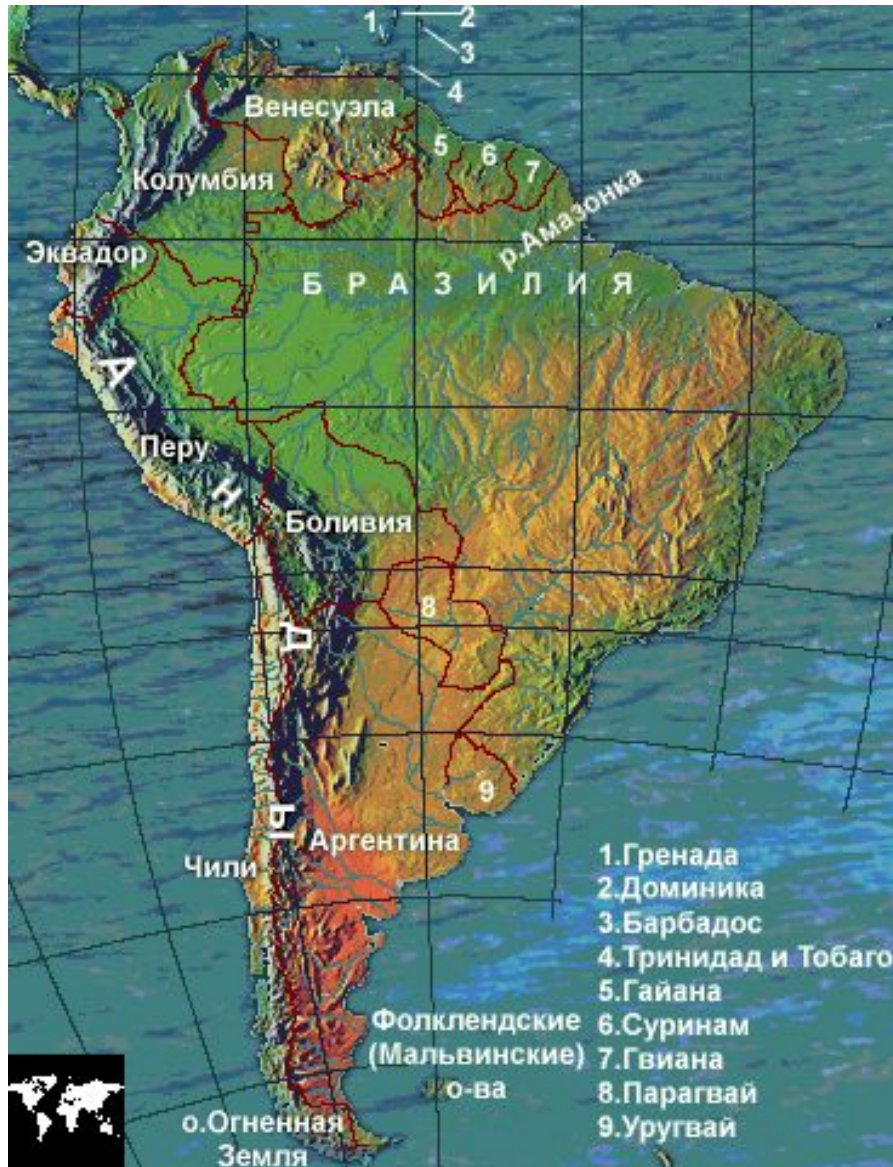 1
2
3
4
Венесуэла
5
6
7
Колумбия
р.Амазонка
Эквадор
БРАЗИЛИЯ
АНДЫ
Перу
Боливия
8
9
Аргентина
Чили
1.Гренада
2.Доминика
3.Барбадос
4.Тринидад и Тобаго
5.Гайана
6.Суринам
7.Гвиана
8.Парагвай
9.Уругвай
Фолклендские
(Мальвинские)
о-ва
о.Огненная
Земля